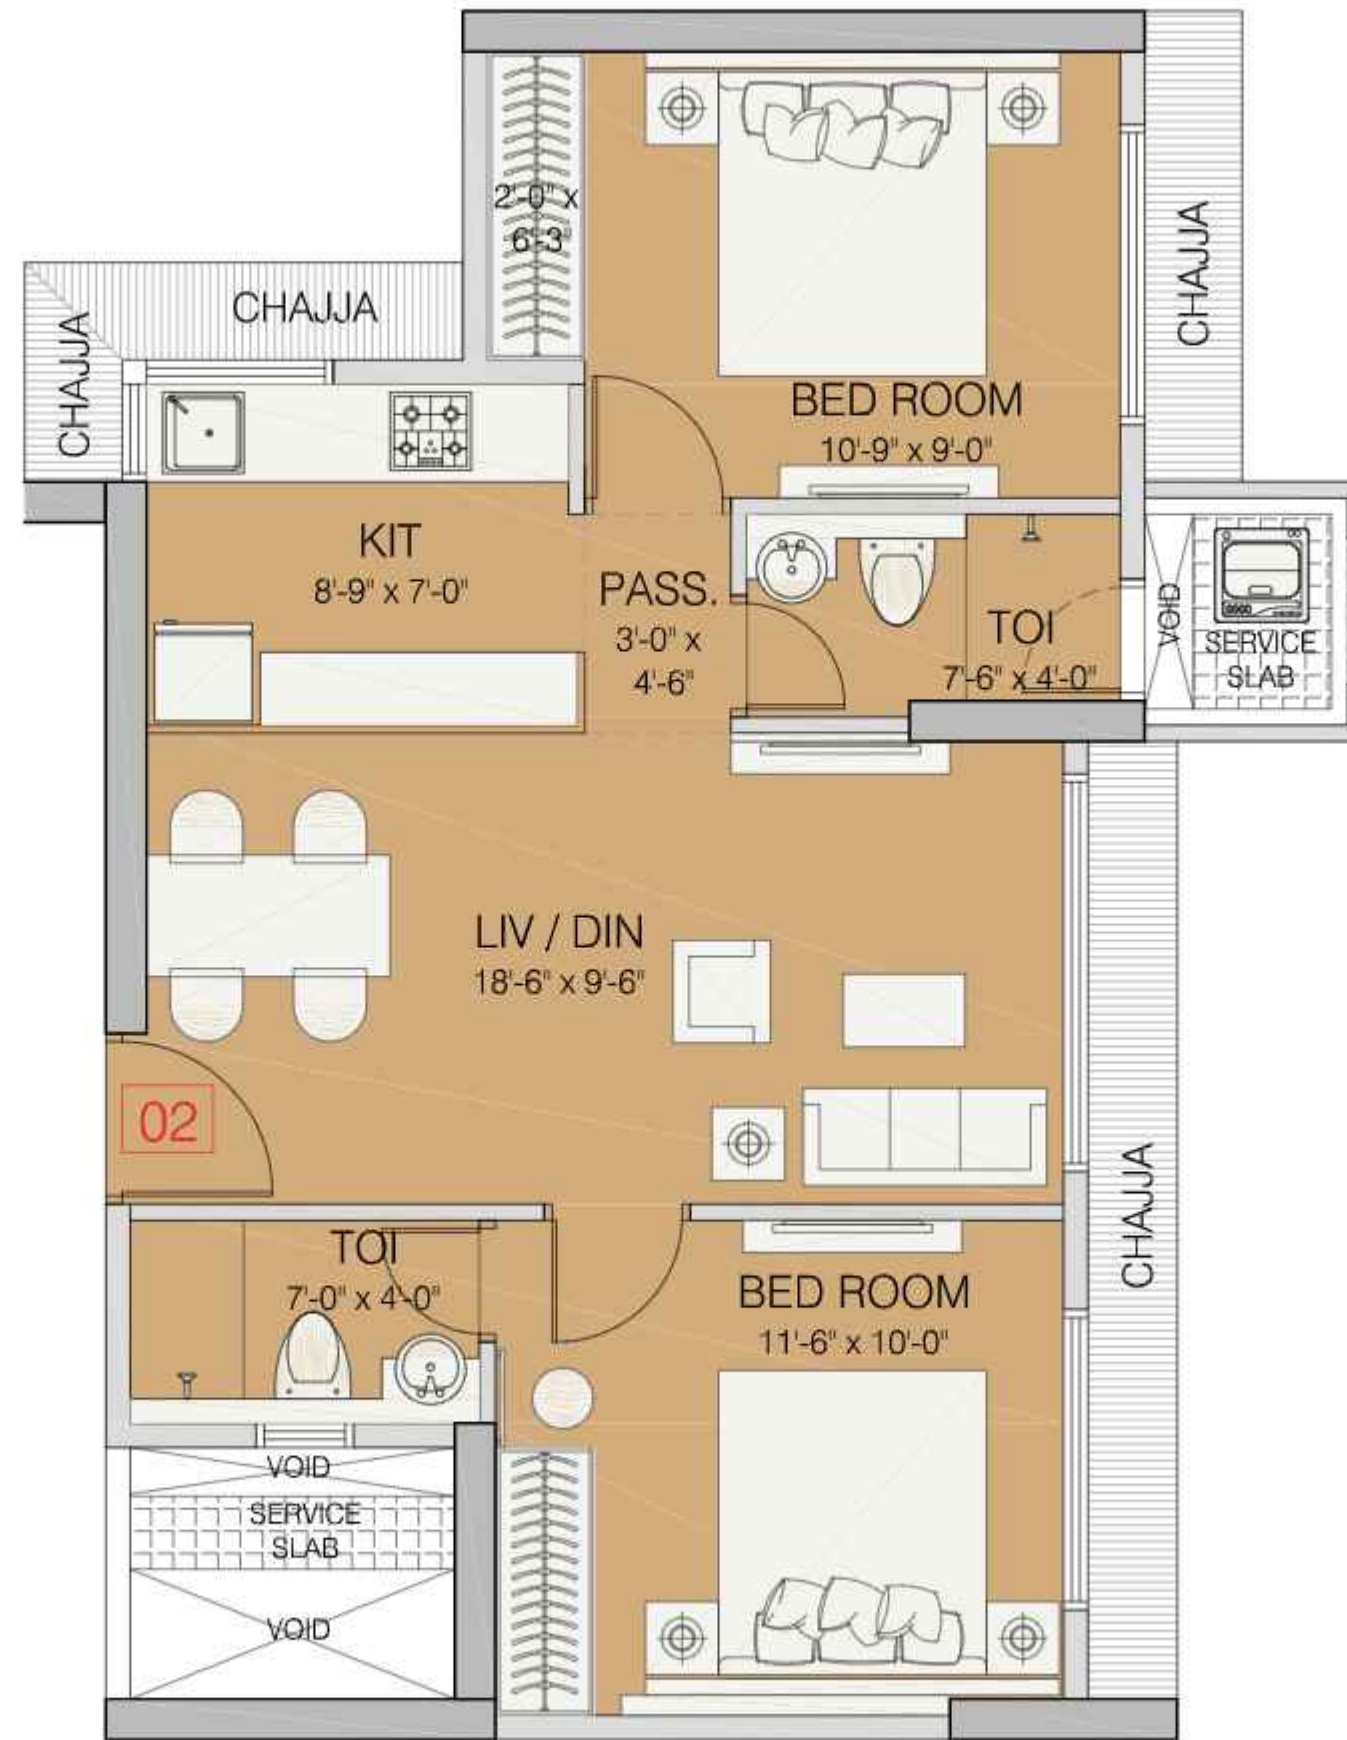 2'-0" x
6'-3
CHAJJA
CHAJJA
CHAJJA
BED ROOM
10'-9" x 9'-0"
KIT
8'-9" x 7'-0"
PASS.
3'-0" x
4'-6"
TOI
7'-6" x 4'-0"
VOID
SERVICE
SLAB
LIV / DIN
18'-6" x 9'-6"
02
CHAJJA
TOI
7'-0" x 4'-0"
BED ROOM
11'-6" x 10'-0"
VOID
SERVICE
SLAB
VOID